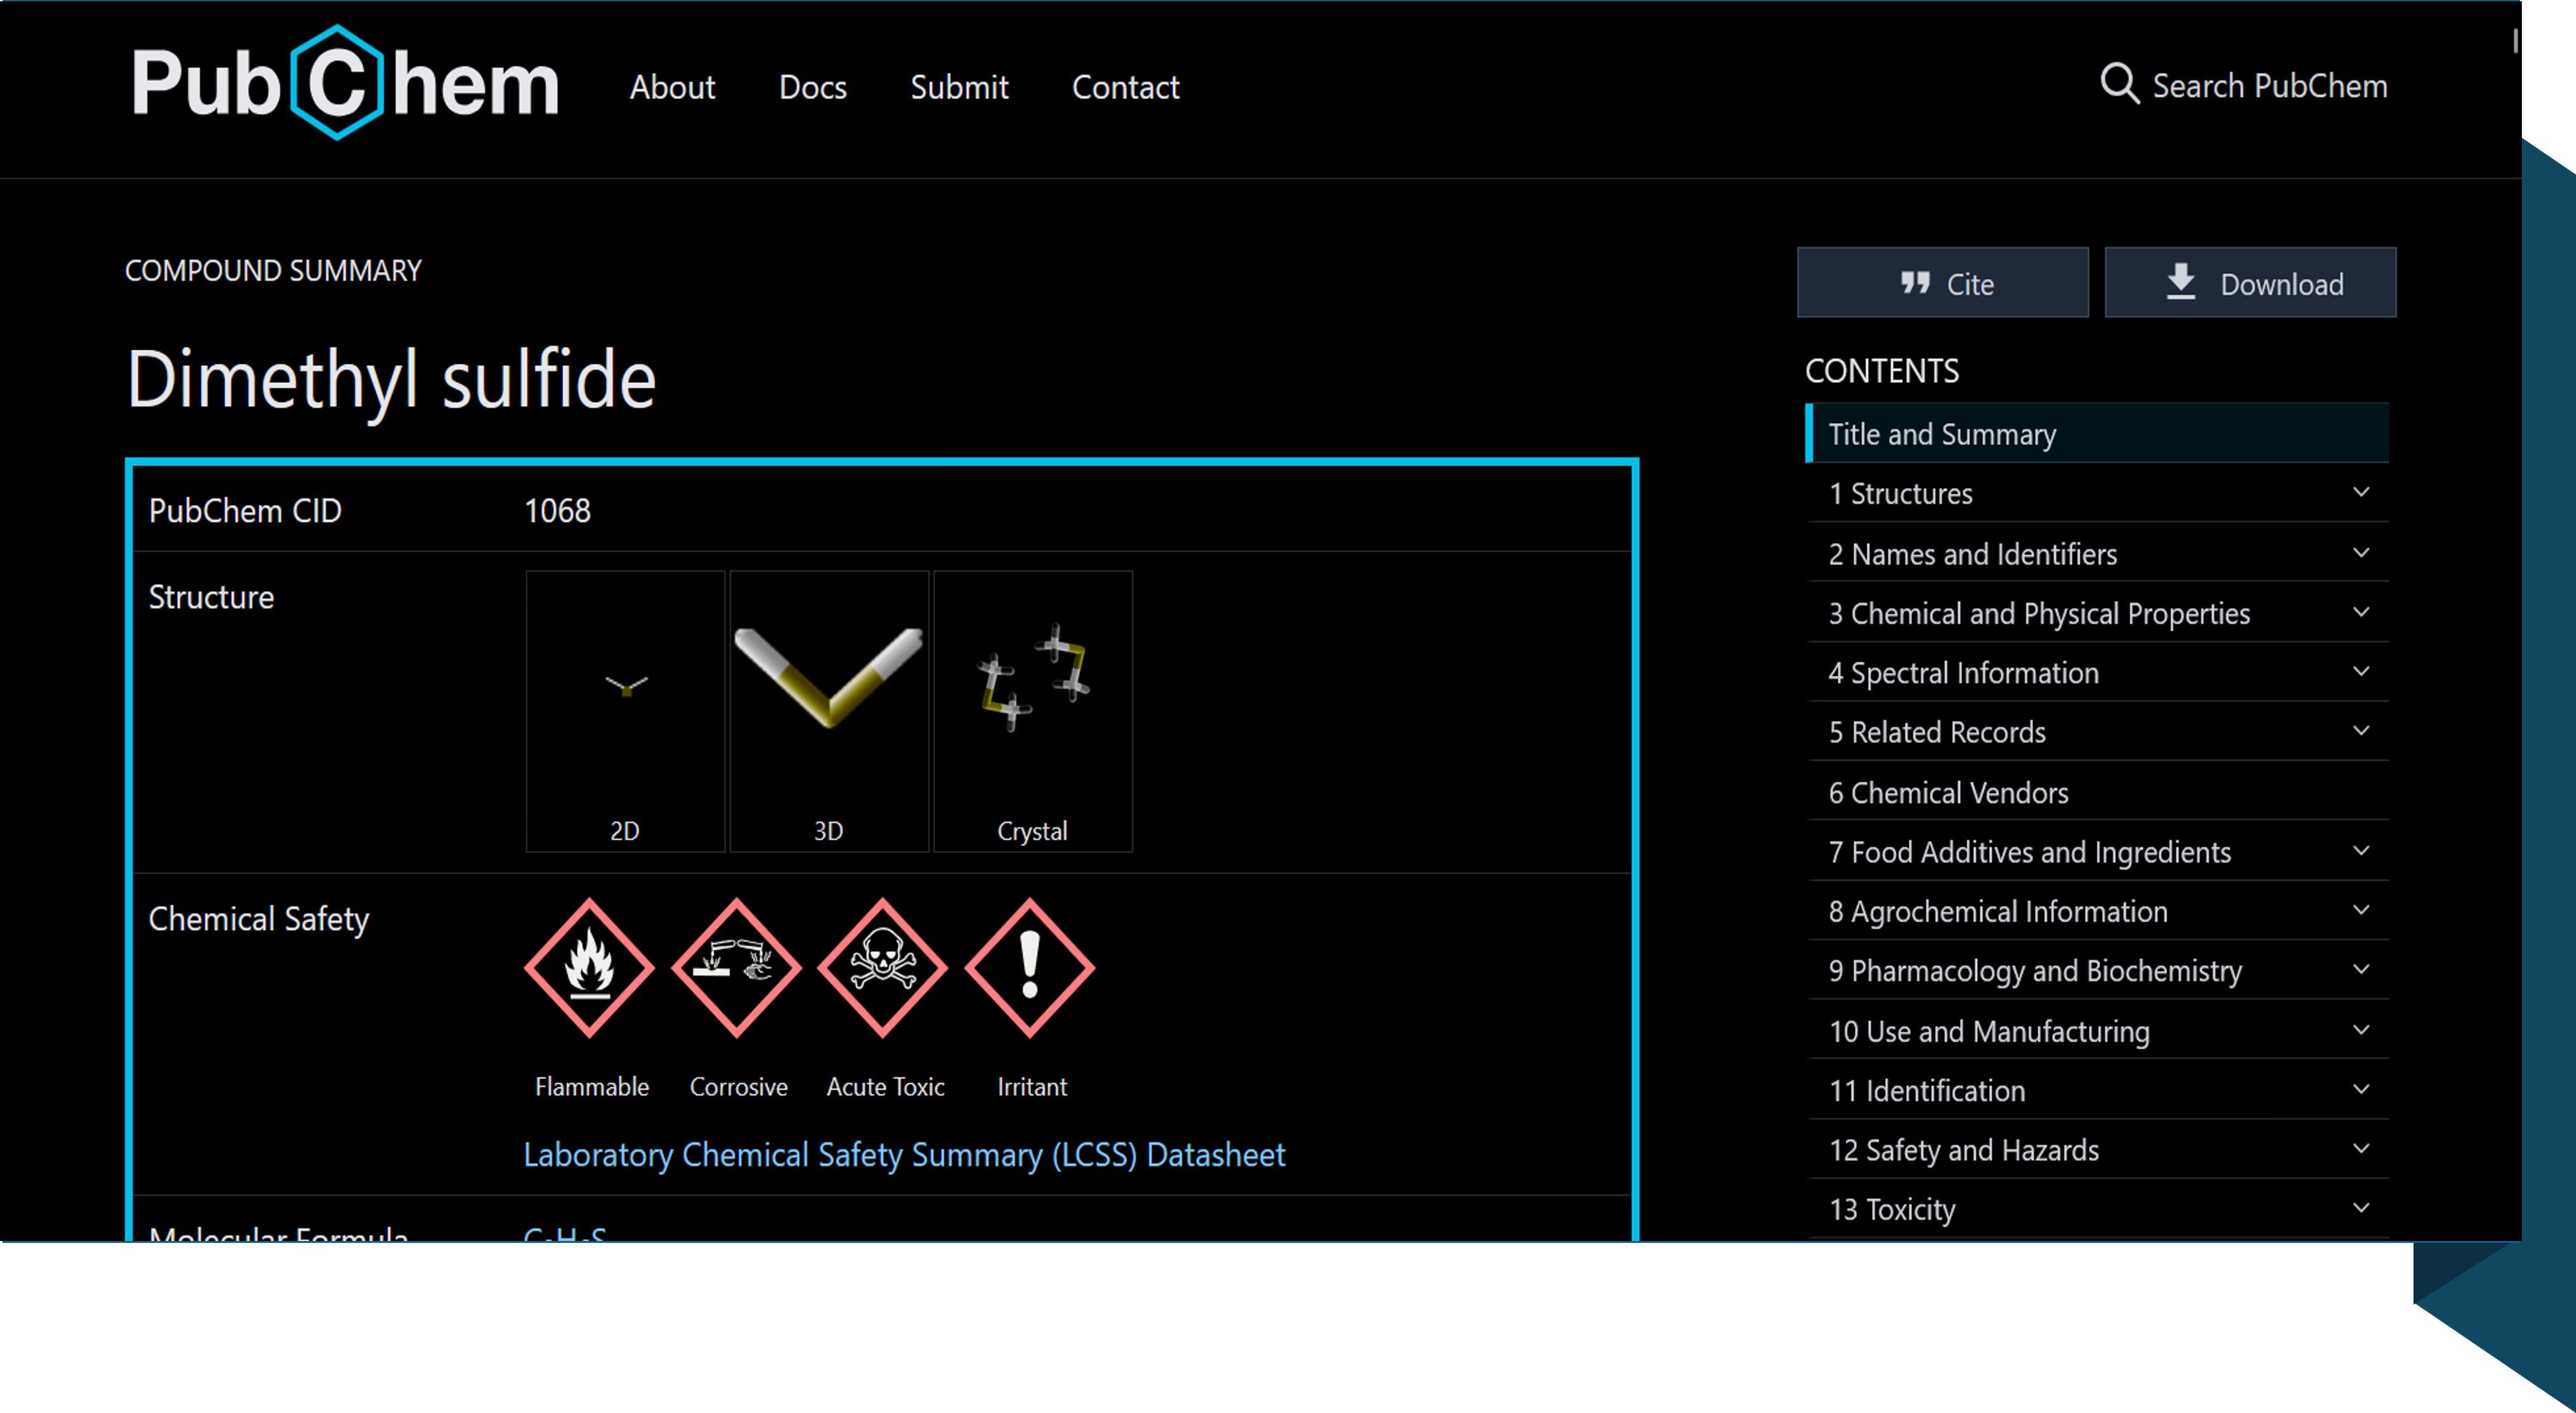 PubChem About Docs Submit Contact Search PubChem
COMPOUND SUMMARY
Dimethyl sulfide
PubChem CID 1068
Structure
2D 3D Crystal
Chemical Safety
Flammable Corrosive Acute Toxic Irritant
Laboratory Chemical Safety Summary (LCSS) Datasheet
Molecular Formula C₂H₆S
Cite Download
CONTENTS
Title and Summary
1 Structures
2 Names and Identifiers
3 Chemical and Physical Properties
4 Spectral Information
5 Related Records
6 Chemical Vendors
7 Food Additives and Ingredients
8 Agrochemical Information
9 Pharmacology and Biochemistry
10 Use and Manufacturing
11 Identification
12 Safety and Hazards
13 Toxicity